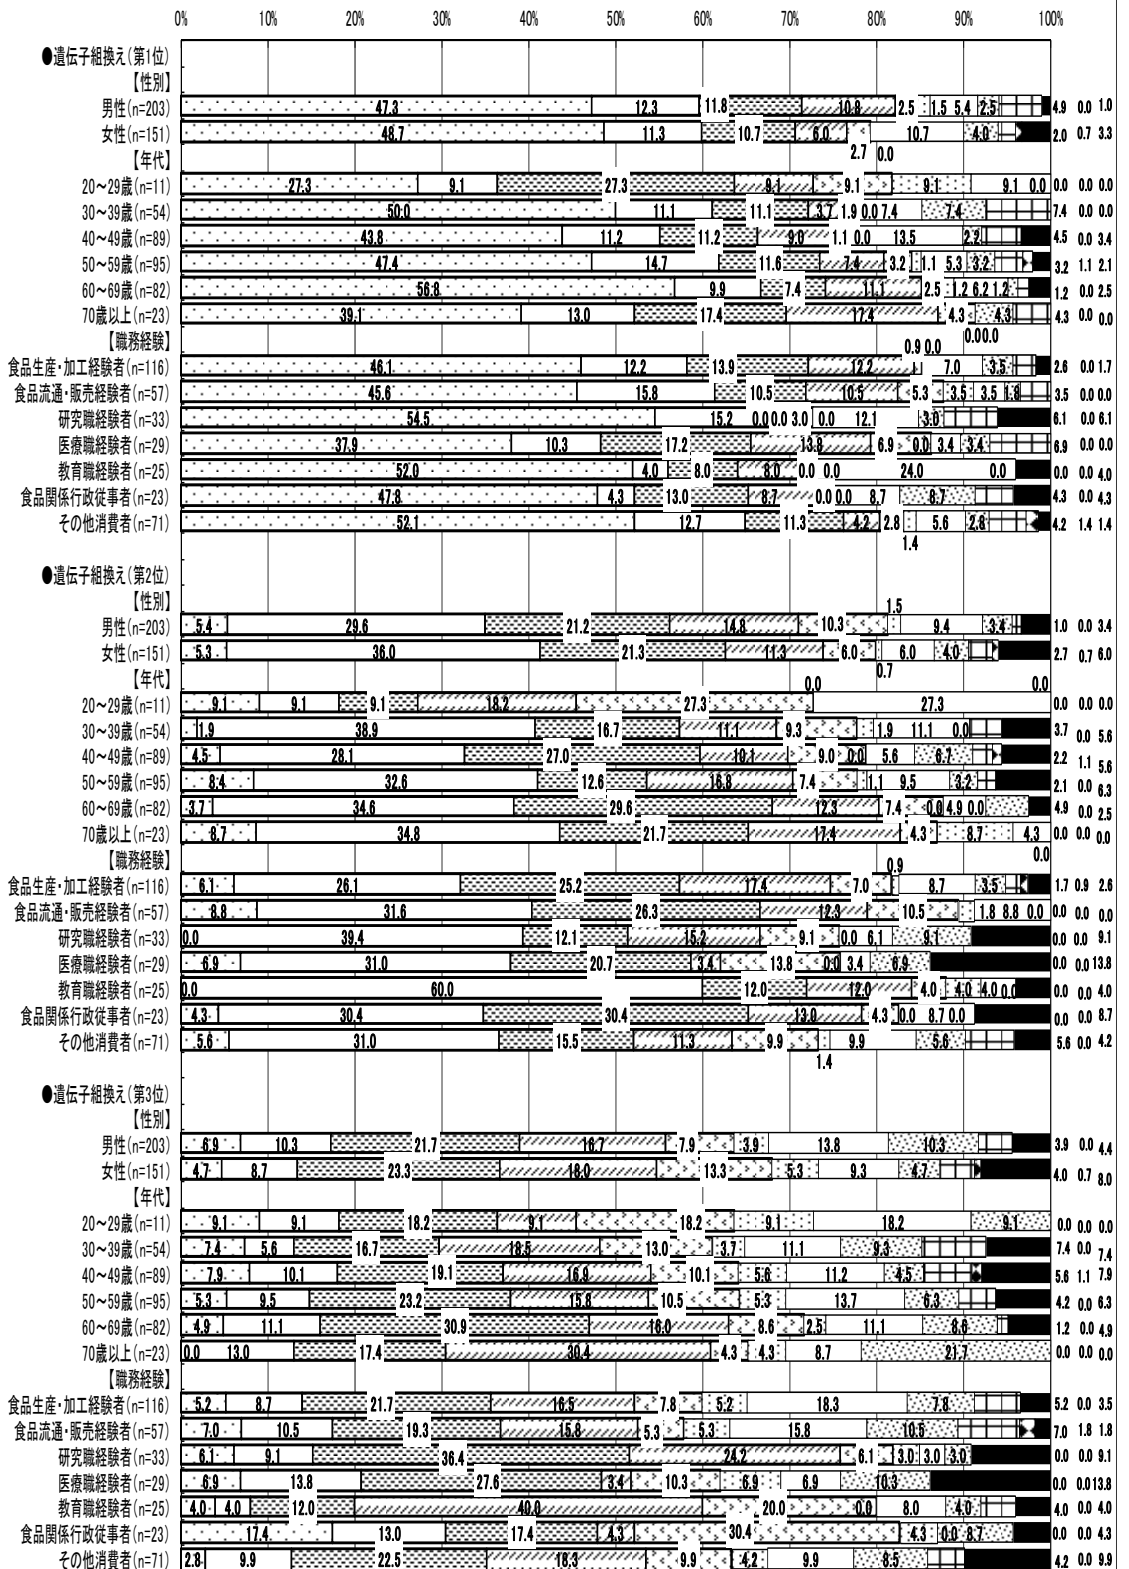 0% 10% 20% 30% 40% 50% 60% 70% 80% 90% 100%
●遺伝子組換え(第1位)
【性別】
男性(n=203) 47.3 12.3 11.8 10.8 2.5 1.5 5.4 2.5 4.9 0.0 1.0
女性(n=151) 48.7 11.3 10.7 6.0 2.7 0.0 10.7 4.0 2.0 0.7 3.3
【年代】
20~29歳(n=11) 27.3 9.1 27.3 9.1 9.1 9.1 9.1 0.0 0.0 0.0 0.0
30~39歳(n=54) 50.0 11.1 11.1 3.7 1.9 0.0 7.4 7.4 7.4 0.0 0.0
40~49歳(n=89) 43.8 11.2 11.2 9.0 1.1 0.0 13.5 2.2 4.5 0.0 3.4
50~59歳(n=95) 47.4 14.7 11.6 7.4 3.2 1.1 5.3 3.2 3.2 1.1 2.1
60~69歳(n=82) 56.8 9.9 7.4 11.1 2.5 1.2 6.2 1.2 1.2 0.0 2.5
70歳以上(n=23) 39.1 13.0 17.4 17.4 0.0 0.0 4.3 4.3 4.3 0.0 0.0
【職務経験】
食品生産・加工経験者(n=116) 46.1 12.2 13.9 12.2 0.9 0.0 7.0 3.5 2.6 0.0 1.7
食品流通・販売経験者(n=57) 45.6 15.8 10.5 10.5 5.3 3.5 3.5 1.8 3.5 0.0 0.0
研究職経験者(n=33) 54.5 15.2 0.0 0.0 3.0 0.0 12.1 3.0 6.1 0.0 6.1
医療職経験者(n=29) 37.9 10.3 17.2 13.8 6.9 0.0 3.4 3.4 6.9 0.0 0.0
教育職経験者(n=25) 52.0 4.0 8.0 8.0 0.0 0.0 24.0 0.0 0.0 0.0 4.0
食品関係行政従事者(n=23) 47.8 4.3 13.0 8.7 0.0 0.0 8.7 8.7 4.3 0.0 4.3
その他消費者(n=71) 52.1 12.7 11.3 4.2 2.8 1.4 5.6 2.8 4.2 1.4 1.4
●遺伝子組換え(第2位)
【性別】
男性(n=203) 5.4 29.6 21.2 14.8 10.3 1.5 9.4 3.4 1.0 0.0 3.4
女性(n=151) 5.3 36.0 21.3 11.3 6.0 0.7 6.0 4.0 2.7 0.7 6.0
【年代】
20~29歳(n=11) 9.1 9.1 9.1 18.2 27.3 0.0 27.3 0.0 0.0 0.0 0.0
30~39歳(n=54) 1.9 38.9 16.7 11.1 9.3 1.9 11.1 0.0 3.7 0.0 5.6
40~49歳(n=89) 4.5 28.1 27.0 10.1 9.0 0.0 5.6 6.7 2.2 1.1 5.6
50~59歳(n=95) 8.4 32.6 12.6 16.8 7.4 1.1 9.5 3.2 2.1 0.0 6.3
60~69歳(n=82) 3.7 34.6 29.6 12.3 7.4 0.0 4.9 0.0 4.9 0.0 2.5
70歳以上(n=23) 8.7 34.8 21.7 17.4 4.3 8.7 4.3 0.0 0.0 0.0 0.0
【職務経験】
食品生産・加工経験者(n=116) 6.1 26.1 25.2 17.4 7.0 0.9 8.7 3.5 1.7 0.9 2.6
食品流通・販売経験者(n=57) 8.8 31.6 26.3 12.3 10.5 1.8 8.8 0.0 0.0 0.0 0.0
研究職経験者(n=33) 0.0 39.4 12.1 15.2 9.1 0.0 6.1 9.1 0.0 0.0 9.1
医療職経験者(n=29) 6.9 31.0 20.7 3.4 13.8 0.0 3.4 6.9 0.0 0.0 13.8
教育職経験者(n=25) 0.0 60.0 12.0 12.0 4.0 4.0 4.0 0.0 0.0 0.0 4.0
食品関係行政従事者(n=23) 4.3 30.4 30.4 13.0 4.3 0.0 8.7 0.0 0.0 0.0 8.7
その他消費者(n=71) 5.6 31.0 15.5 11.3 9.9 1.4 9.9 5.6 5.6 0.0 4.2
●遺伝子組換え(第3位)
【性別】
男性(n=203) 6.9 10.3 21.7 16.7 7.9 3.9 13.8 10.3 3.9 0.0 4.4
女性(n=151) 4.7 8.7 23.3 18.0 13.3 5.3 9.3 4.7 4.0 0.7 8.0
【年代】
20~29歳(n=11) 9.1 9.1 18.2 9.1 18.2 9.1 18.2 9.1 0.0 0.0 0.0
30~39歳(n=54) 7.4 5.6 16.7 18.5 13.0 3.7 11.1 9.3 7.4 0.0 7.4
40~49歳(n=89) 7.9 10.1 19.1 16.9 10.1 5.6 11.2 4.5 5.6 1.1 7.9
50~59歳(n=95) 5.3 9.5 23.2 15.8 10.5 5.3 13.7 6.3 4.2 0.0 6.3
60~69歳(n=82) 4.9 11.1 30.9 16.0 8.6 2.5 11.1 8.6 1.2 0.0 4.9
70歳以上(n=23) 0.0 13.0 17.4 30.4 4.3 4.3 8.7 21.7 0.0 0.0 0.0
【職務経験】
食品生産・加工経験者(n=116) 5.2 8.7 21.7 16.5 7.8 5.2 18.3 7.8 5.2 0.0 3.5
食品流通・販売経験者(n=57) 7.0 10.5 19.3 15.8 5.3 5.3 15.8 10.5 7.0 1.8 1.8
研究職経験者(n=33) 6.1 9.1 36.4 24.2 6.1 3.0 3.0 3.0 0.0 0.0 9.1
医療職経験者(n=29) 6.9 13.8 27.6 3.4 10.3 6.9 6.9 10.3 0.0 0.0 13.8
教育職経験者(n=25) 4.0 4.0 12.0 40.0 20.0 0.0 8.0 4.0 4.0 0.0 4.0
食品関係行政従事者(n=23) 17.4 13.0 17.4 4.3 30.4 4.3 0.0 8.7 0.0 0.0 4.3
その他消費者(n=71) 2.8 9.9 22.5 18.3 9.9 4.2 9.9 8.5 4.2 0.0 9.9